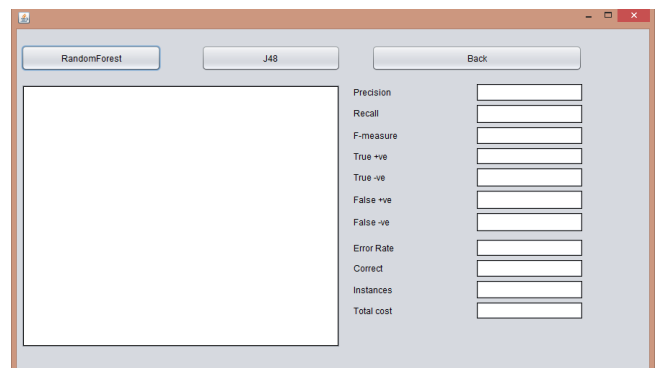 RandomForest J48 Back
Precision
Recall
F-measure
True +ve
True -ve
False +ve
False -ve
Error Rate
Correct
Instances
Total cost